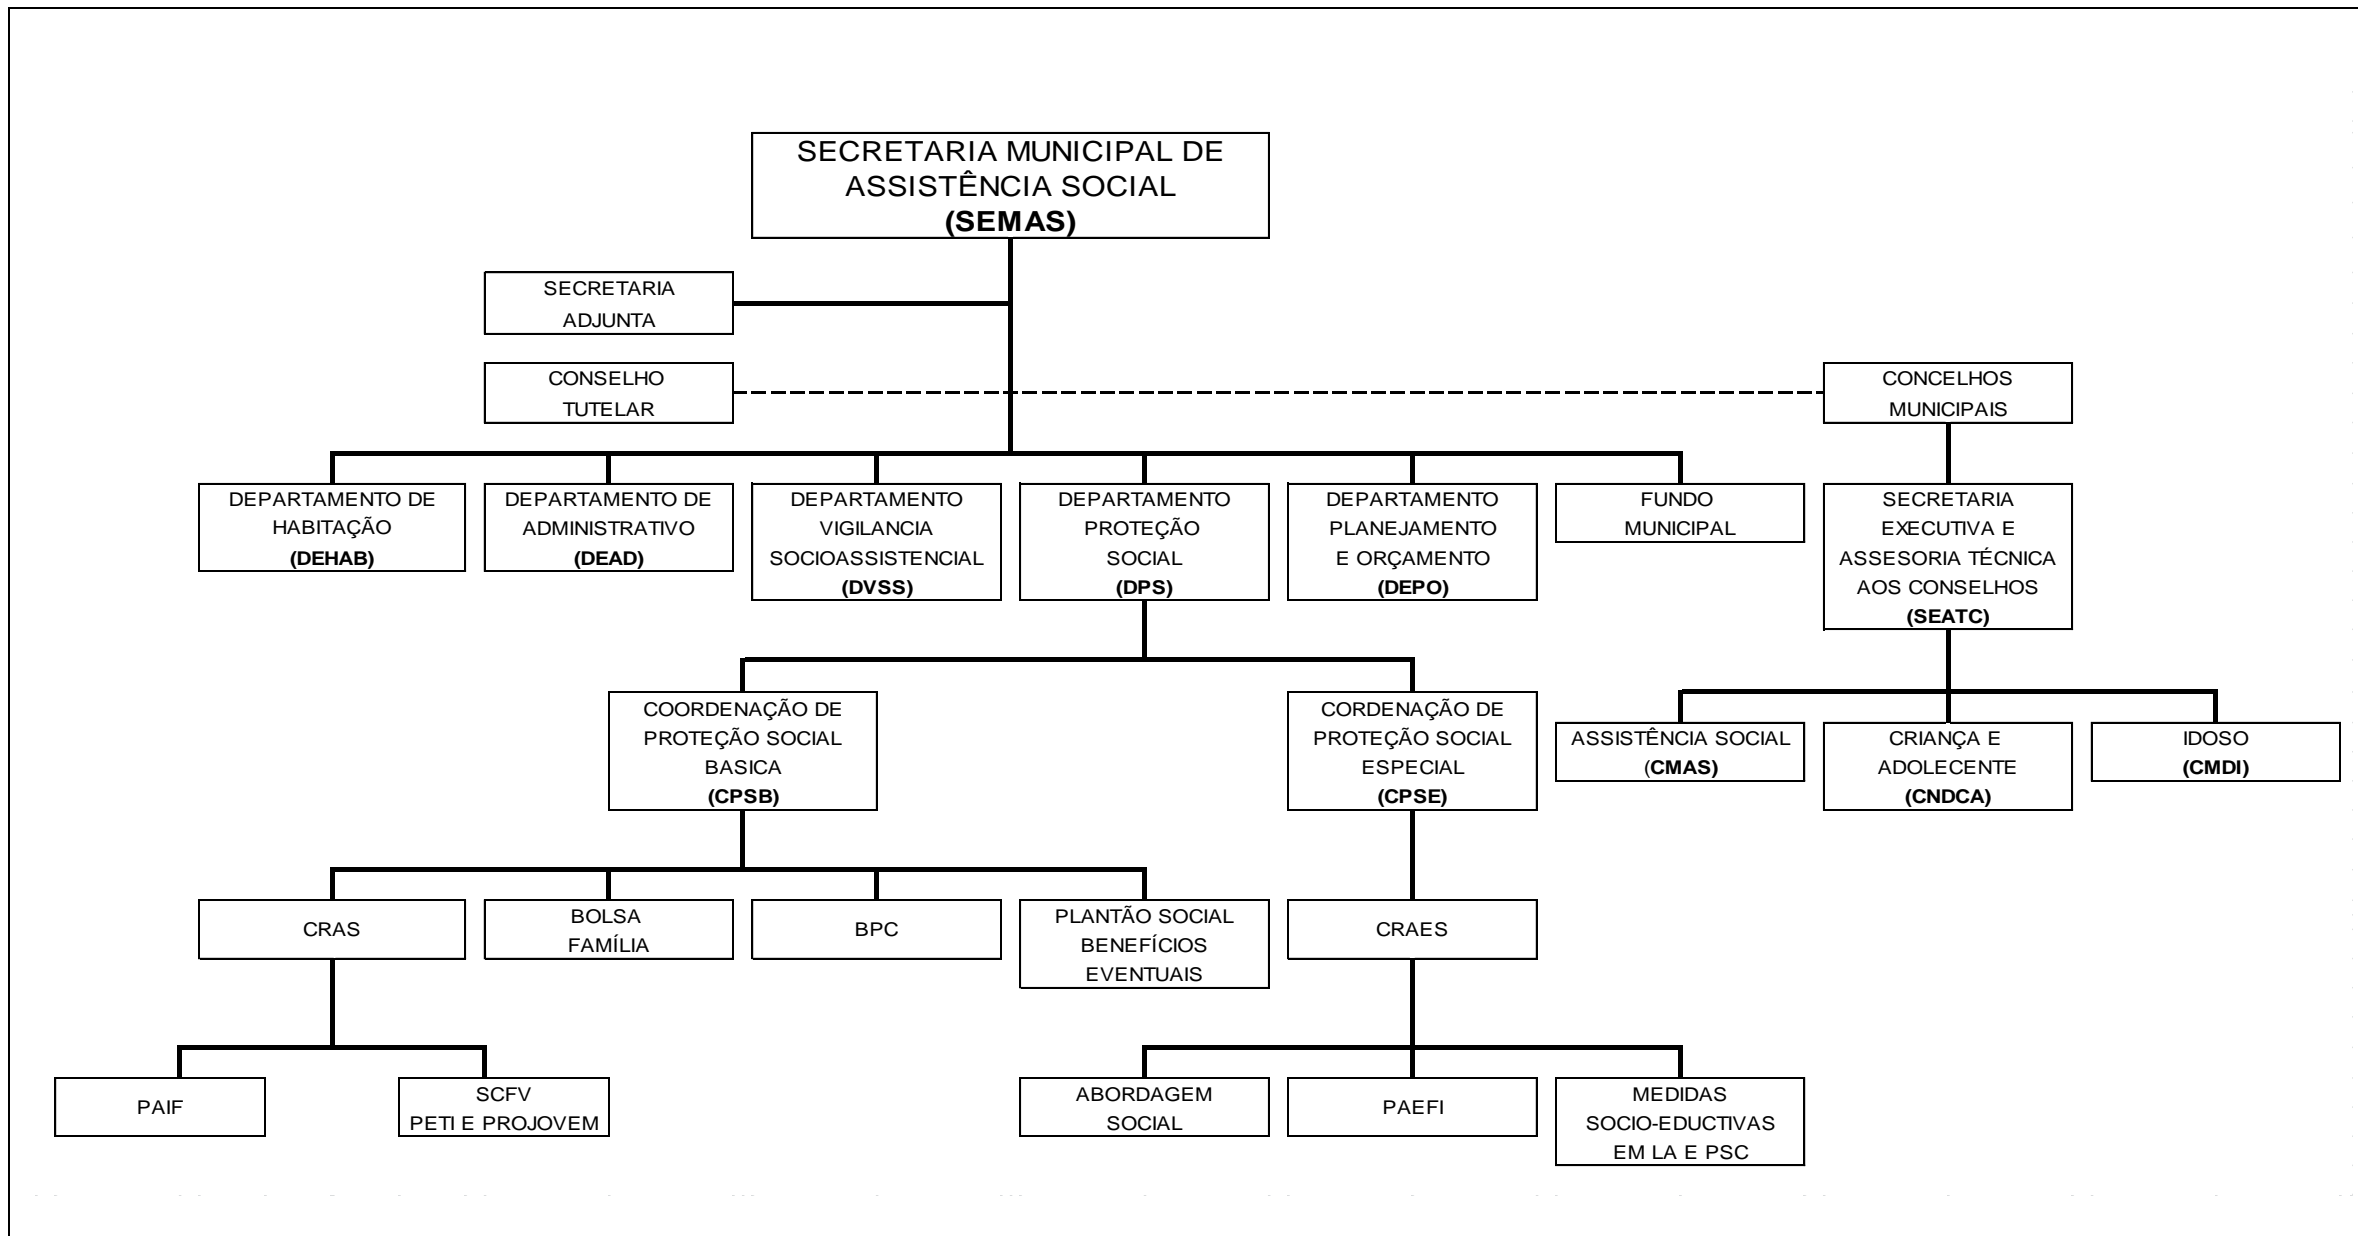 SECRETARIA MUNICIPAL DE
ASSISTÊNCIA SOCIAL
(SEMAS)
SECRETARIA
ADJUNTA
CONSELHO
TUTELAR
CONCELHOS
MUNICIPAIS
DEPARTAMENTO DE
HABITAÇÃO
(DEHAB)
DEPARTAMENTO DE
ADMINISTRATIVO
(DEAD)
DEPARTAMENTO
VIGILANCIA
SOCIOASSISTENCIAL
(DVSS)
DEPARTAMENTO
PROTEÇÃO
SOCIAL
(DPS)
DEPARTAMENTO
PLANEJAMENTO
E ORÇAMENTO
(DEPO)
FUNDO
MUNICIPAL
SECRETARIA
EXECUTIVA E
ASSESORIA TÉCNICA
AOS CONSELHOS
(SEATC)
COORDENAÇÃO DE
PROTEÇÃO SOCIAL
BASICA
(CPSB)
CORDENAÇÃO DE
PROTEÇÃO SOCIAL
ESPECIAL
(CPSE)
ASSISTÊNCIA SOCIAL
(CMAS)
CRIANÇA E
ADOLECENTE
(CNDCA)
IDOSO
(CMDI)
CRAS
BOLSA
FAMÍLIA
BPC
PLANTÃO SOCIAL
BENEFÍCIOS
EVENTUAIS
CRAES
PAIF
SCFV
PETI E PROJOVEM
ABORDAGEM
SOCIAL
PAEFI
MEDIDAS
SOCIO-EDUCTIVAS
EM LA E PSC